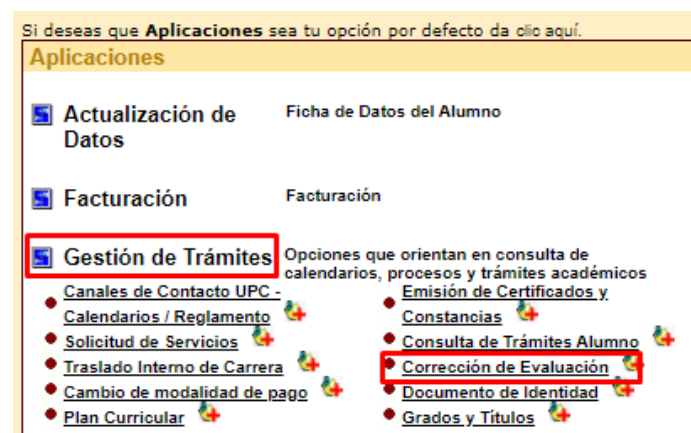 Si deseas que Aplicaciones sea tu opción por defecto da clic aquí.
Aplicaciones
Actualización de
Datos
Ficha de Datos del Alumno
Facturación
Facturación
Gestión de Trámites
Opciones que orientan en consulta de
calendarios, procesos y trámites académicos
Canales de Contacto UPC -
Calendarios / Reglamento
Solicitud de Servicios
Traslado Interno de Carrera
Cambio de modalidad de pago
Plan Curricular
Emisión de Certificados y
Constancias
Consulta de Trámites Alumno
Corrección de Evaluación
Documento de Identidad
Grados y Titulos